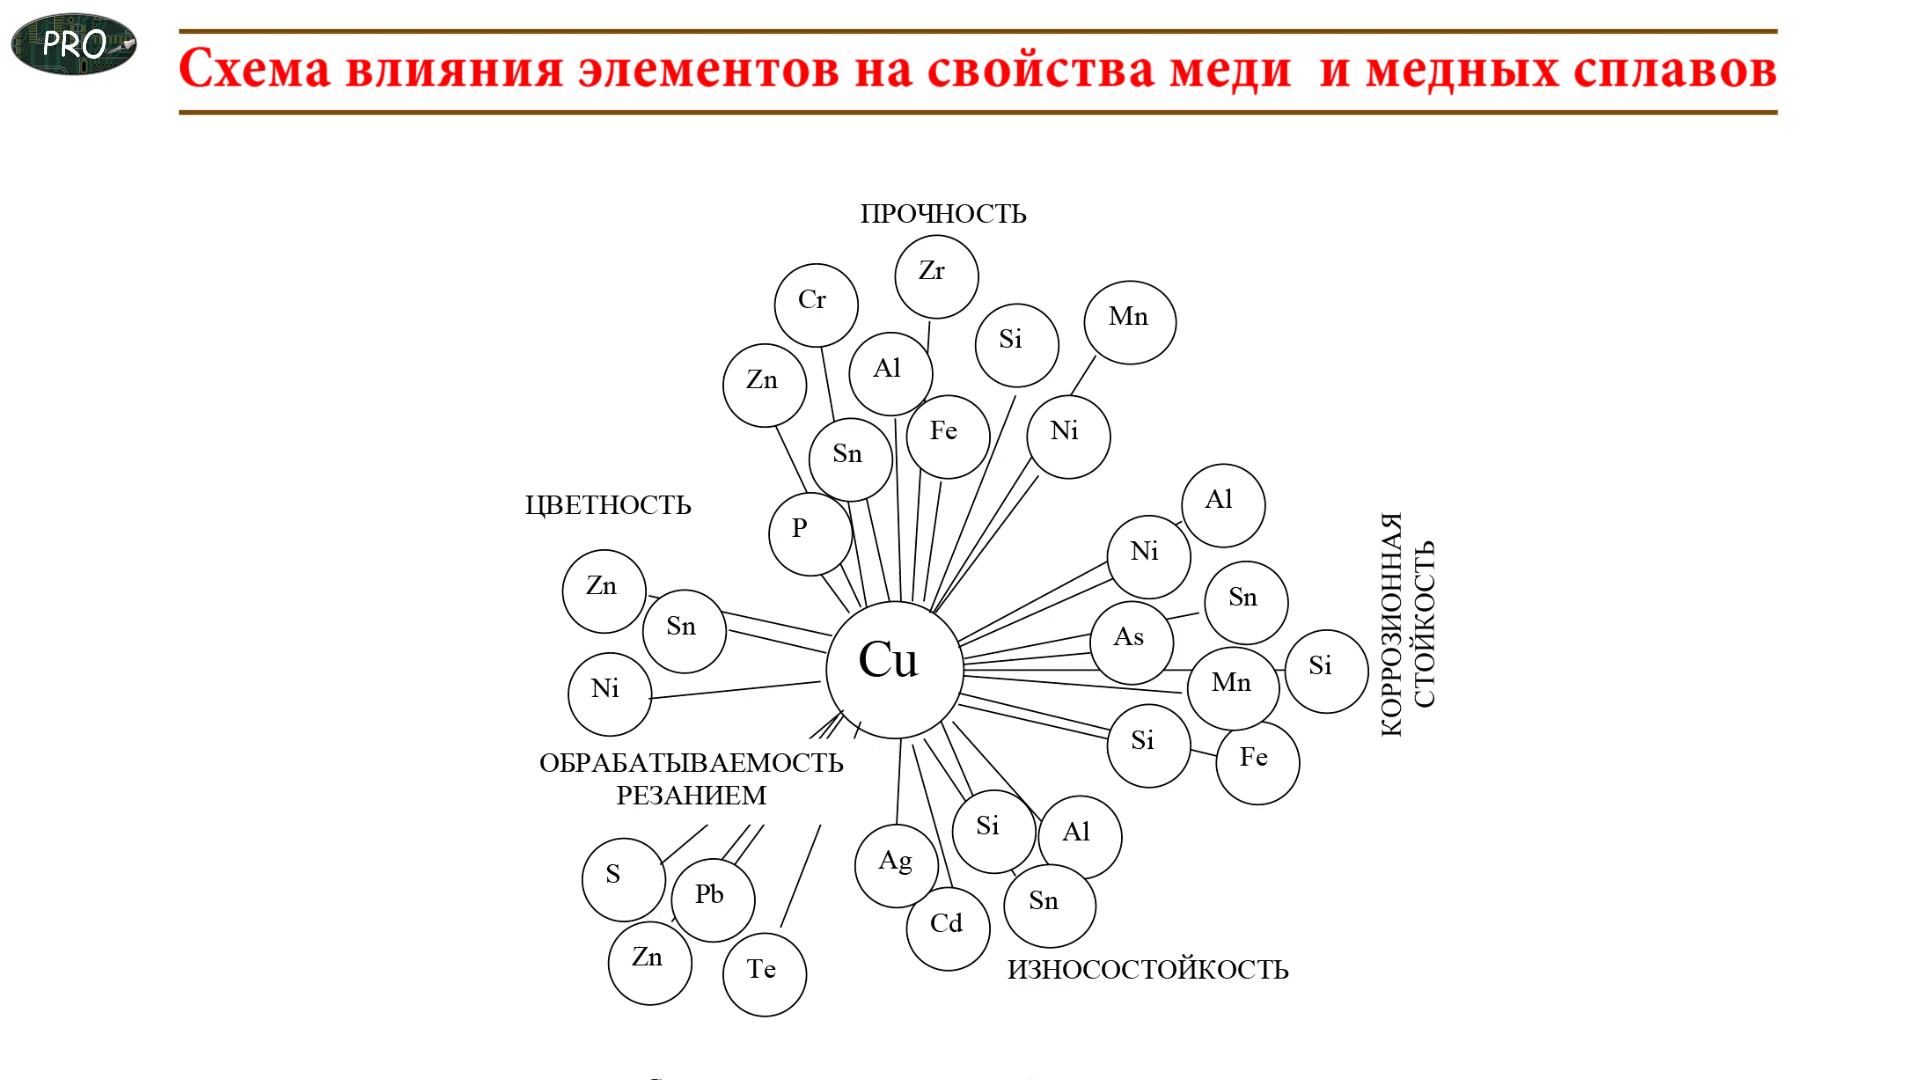 PRO
Схема влияния элементов на свойства меди и медных сплавов
ПРОЧНОСТЬ
Zr
Cr
Mn
Si
Al
Zn
Fe
Ni
Sn
P
ЦВЕТНОСТЬ
Zn
Sn
Ni
Cu
Al
Ni
Sn
As
Si
Mn
Si
Fe
КОРРОЗИОННАЯ
СТОЙКОСТЬ
ОБРАБАТЫВАЕМОСТЬ
РЕЗАНИЕМ
S
Pb
Zn
Te
Ag
Cd
Si
Al
Sn
ИЗНОСОСТОЙКОСТЬ